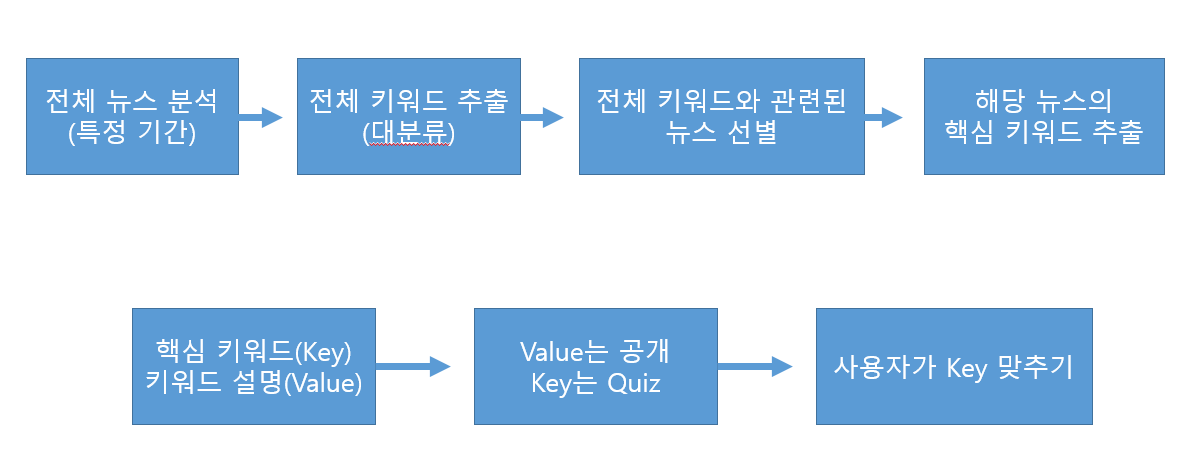 전체 뉴스 분석
(특정 기간)
전체 키워드 추출
(대분류)
전체 키워드와 관련된
뉴스 선별
해당 뉴스의
핵심 키워드 추출
핵심 키워드(Key)
키워드 설명(Value)
Value는 공개
Key는 Quiz
사용자가 Key 맞추기